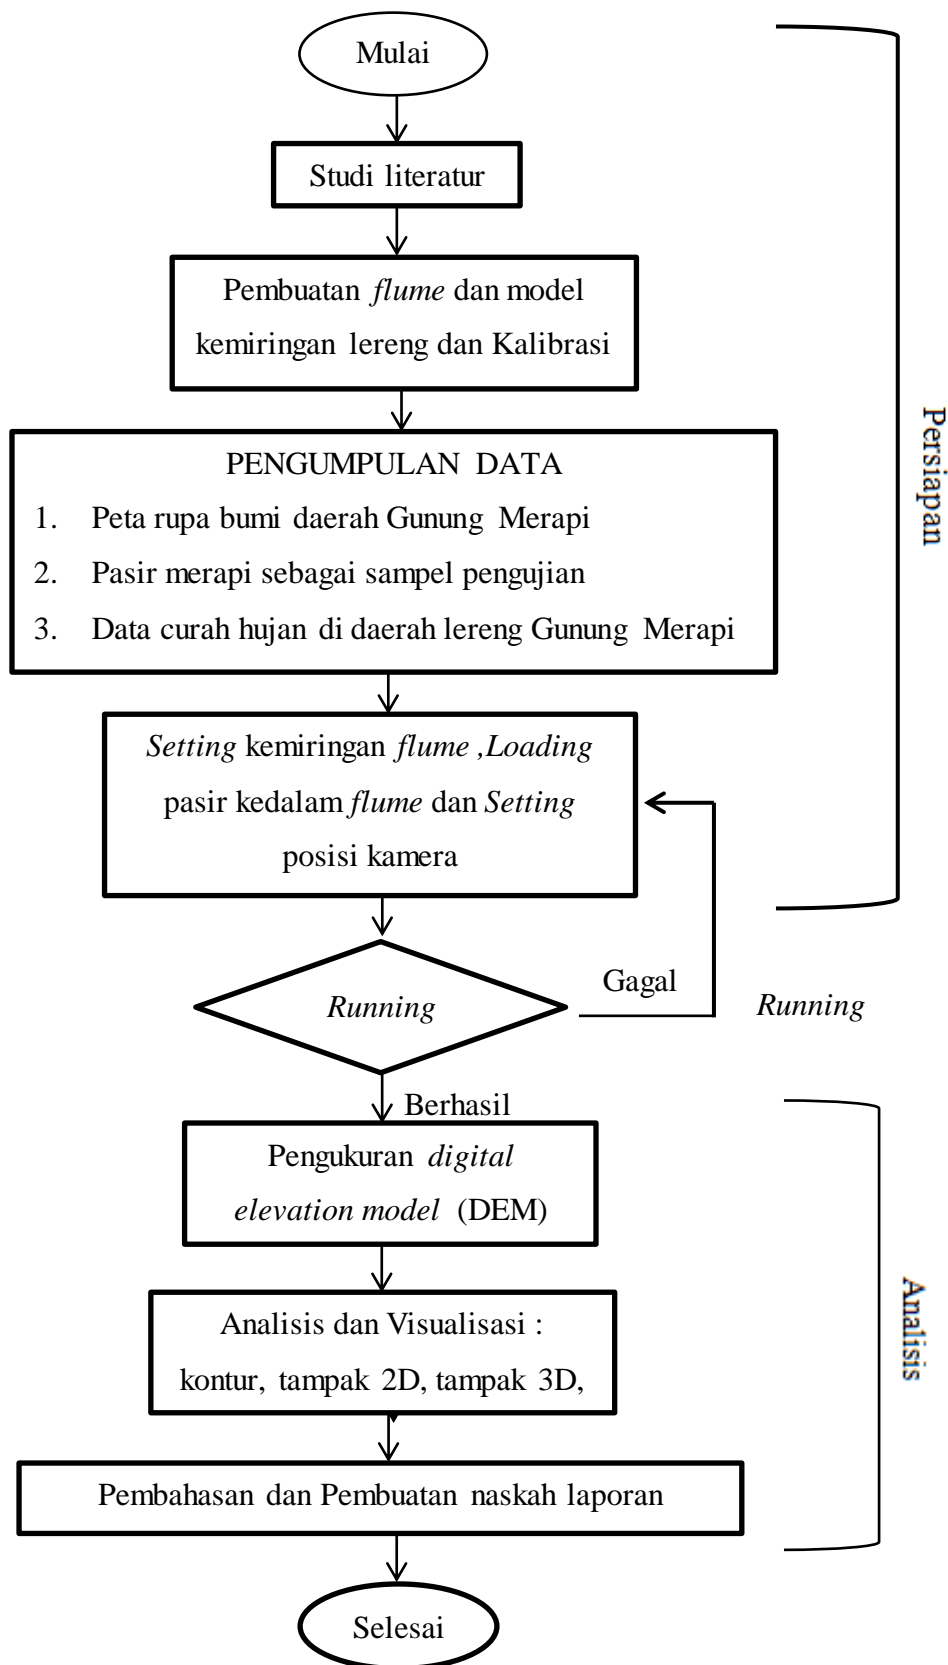 Mulai
Studi literatur
Pembuatan flume dan model
kemiringan lereng dan Kalibrasi
PENGUMPULAN DATA
1. Peta rupa bumi daerah Gunung Merapi
2. Pasir merapi sebagai sampel pengujian
3. Data curah hujan di daerah lereng Gunung Merapi
Persiapan
Setting kemiringan flume ,Loading
pasir kedalam flume dan Setting
posisi kamera
Running
Gagal
Running
Berhasil
Pengukuran digital
elevation model (DEM)
Analisis dan Visualisasi :
kontur, tampak 2D, tampak 3D,
Analisis
Pembahasan dan Pembuatan naskah laporan
Selesai